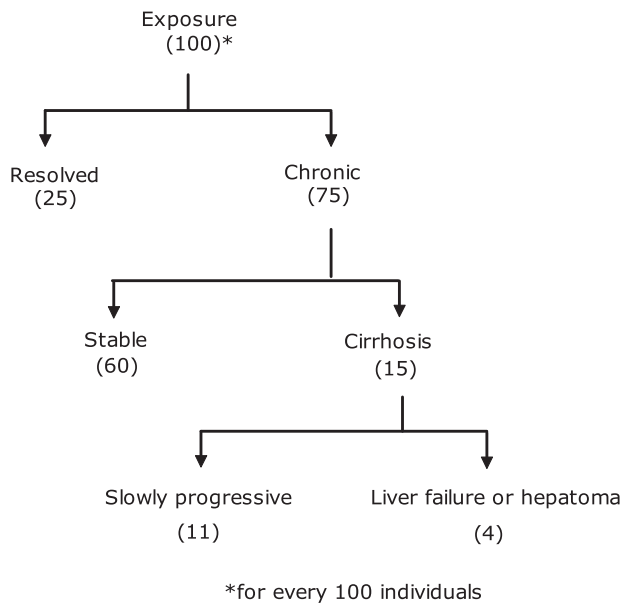 Exposure
(100)*
Resolved
(25)
Chronic
(75)
Stable
(60)
Cirrhosis
(15)
Slowly progressive
(11)
Liver failure or hepatoma
(4)
*for every 100 individuals